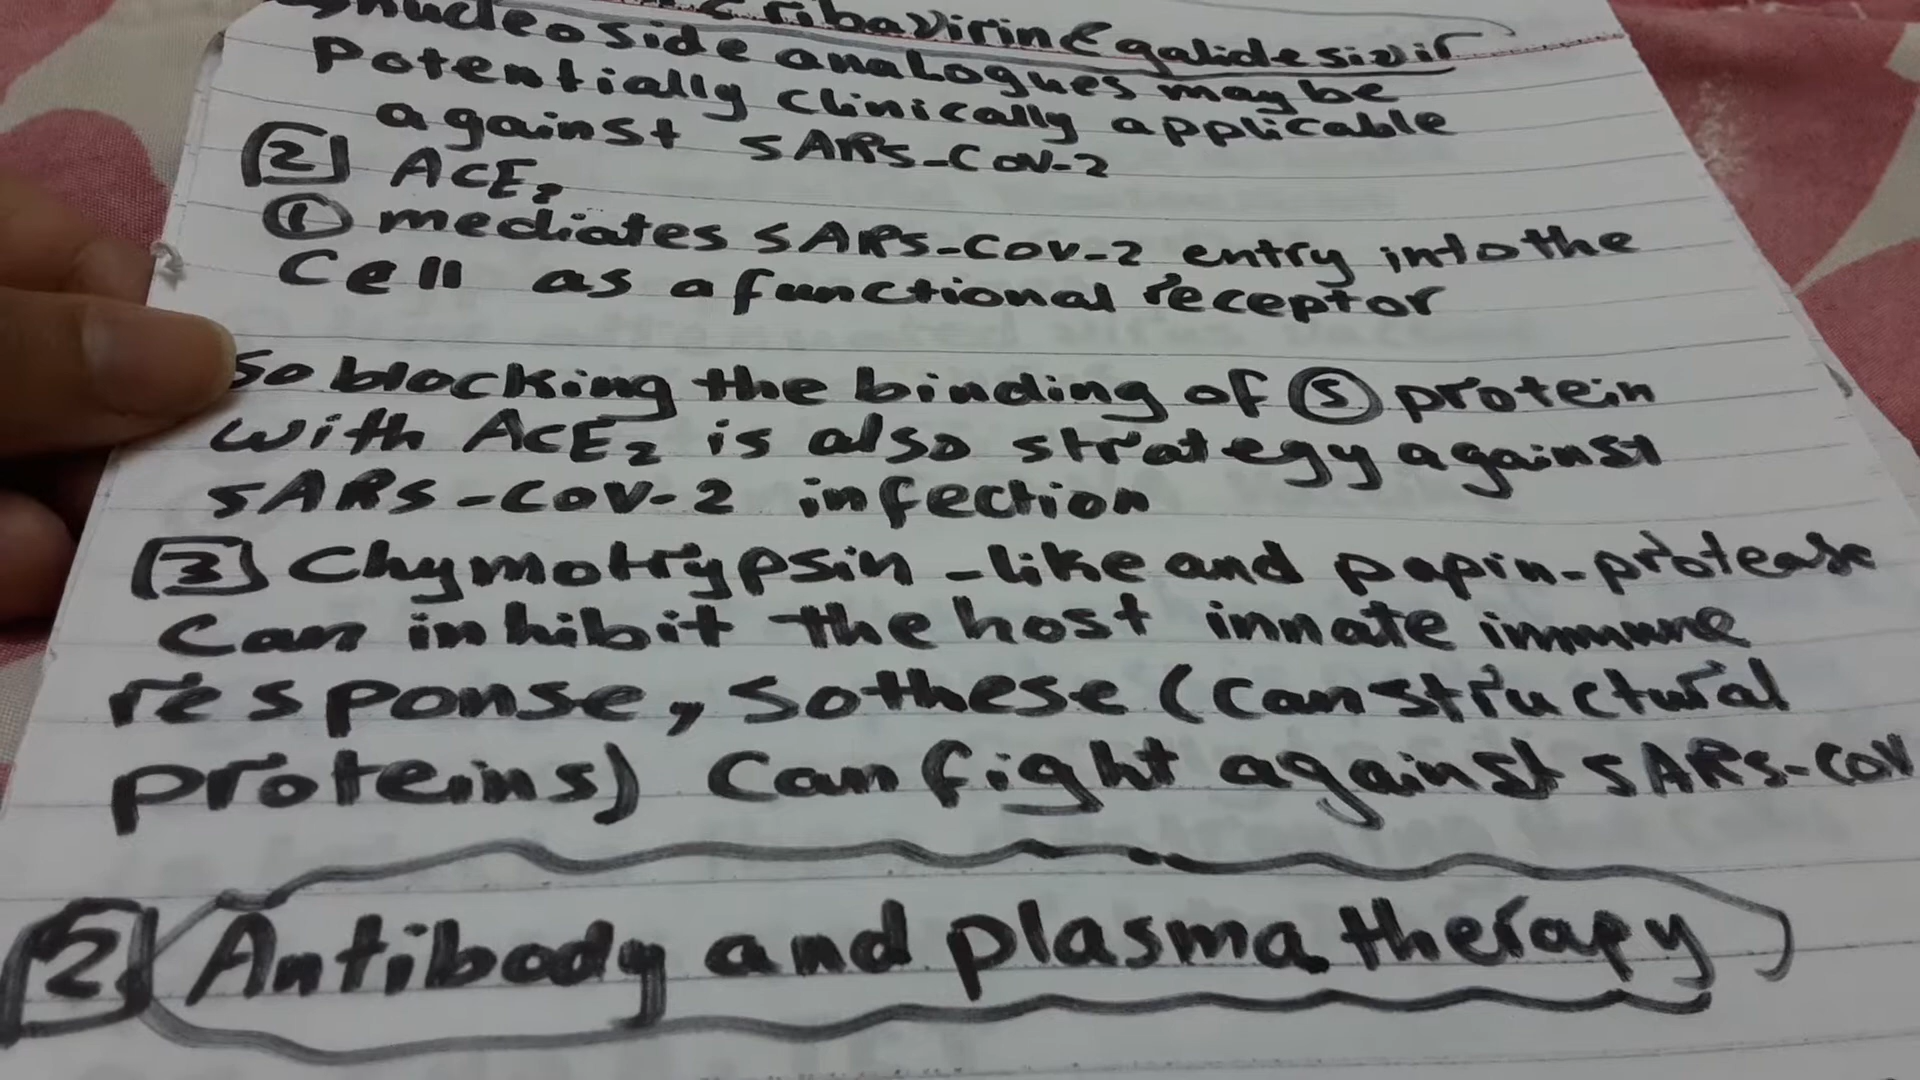 nucleoside ribavirin & galidesivir
analogues may be
Potentially clinically applicable
against SARS-CoV-2
[2] ACE2
① mediates SARS-CoV-2 entry into the
Cell as a functional receptor
So blocking the binding of Ⓢ protein
with ACE2 is also strategy against
SARS-CoV-2 infection
[3] Chymotrypsin-like and papin-protease
Can inhibit the host innate immune
response, So these (Canstructural
proteins) Can fight against SARS-COV
[2] Antibody and plasma therapy